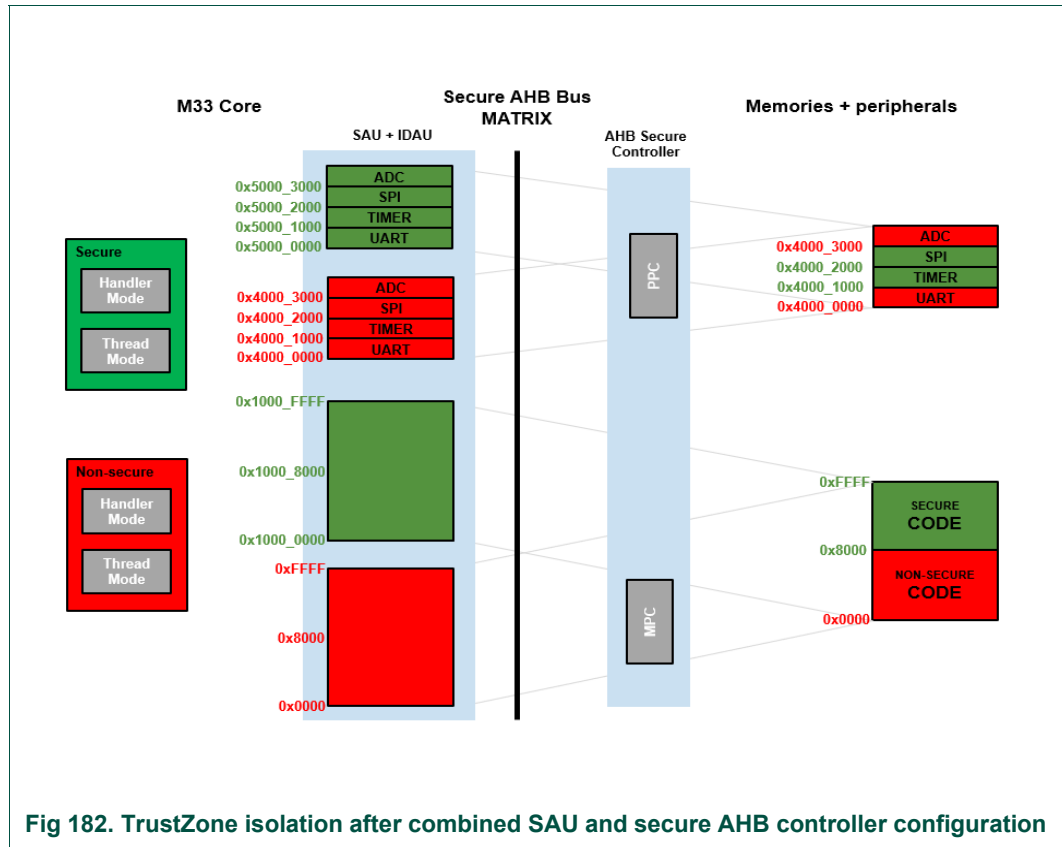 M33 Core
Secure AHB Bus
MATRIX
Memories + peripherals
SAU + IDAU
AHB Secure
Controller
0x5000_3000
0x5000_2000
0x5000_1000
0x5000_0000
ADC
SPI
TIMER
UART
Secure
Handler
Mode
Thread
Mode
0x4000_3000
0x4000_2000
0x4000_1000
0x4000_0000
ADC
SPI
TIMER
UART
PPC
0x4000_3000
0x4000_2000
0x4000_1000
0x4000_0000
ADC
SPI
TIMER
UART
0x1000_FFFF
0x1000_8000
0x1000_0000
Non-secure
Handler
Mode
Thread
Mode
0xFFFF
0x8000
0x0000
MPC
0xFFFF
0x8000
0x0000
SECURE
CODE
NON-SECURE
CODE
Fig 182. TrustZone isolation after combined SAU and secure AHB controller configuration